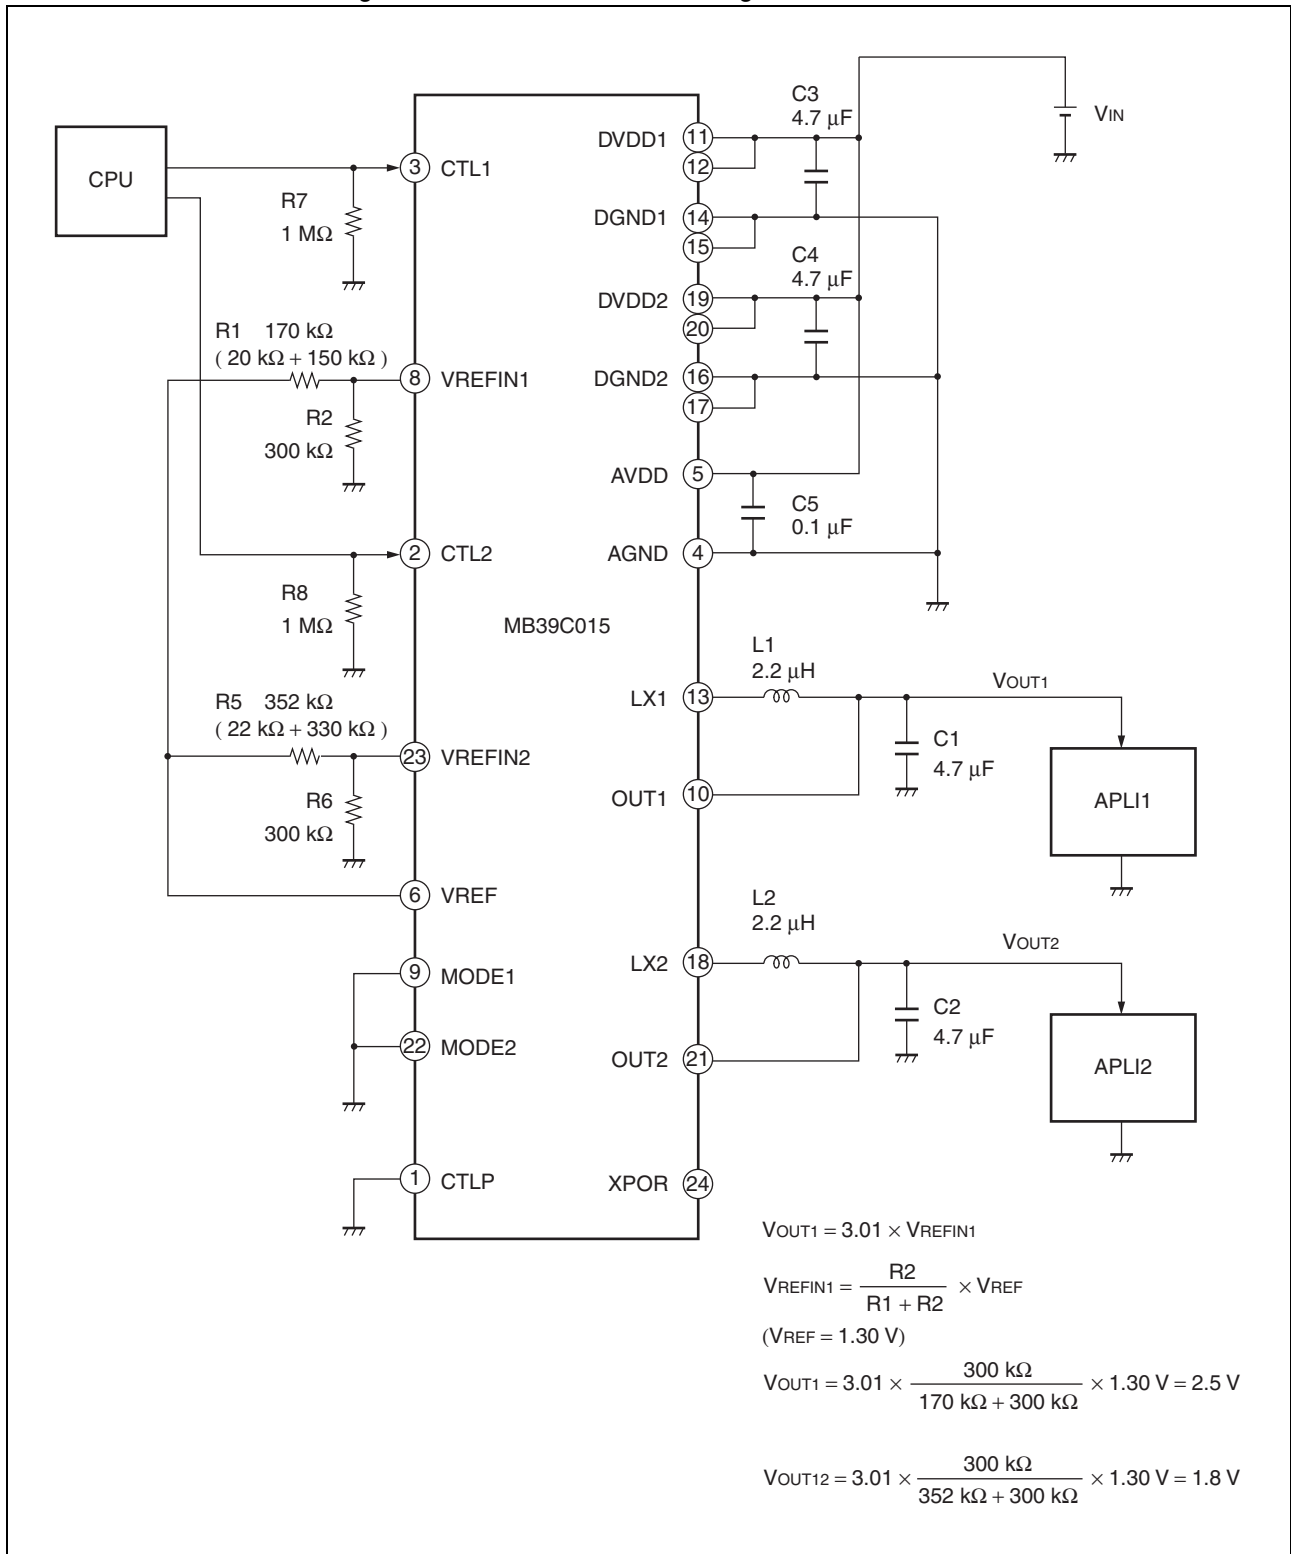 CPU
R7
1 MΩ
R1 170 kΩ
( 20 kΩ + 150 kΩ )
R2
300 kΩ
R8
1 MΩ
R5 352 kΩ
( 22 kΩ + 330 kΩ )
R6
300 kΩ
3 CTL1
8 VREFIN1
2 CTL2
23 VREFIN2
6 VREF
9 MODE1
22 MODE2
1 CTLP
MB39C015
DVDD1 11
12
DGND1 14
15
DVDD2 19
20
DGND2 16
17
AVDD 5
AGND 4
LX1 13
OUT1 10
LX2 18
OUT2 21
XPOR 24
C3
4.7 μF
VIN
C4
4.7 μF
C5
0.1 μF
L1
2.2 μH
VOUT1
C1
4.7 μF
APLI1
L2
2.2 μH
VOUT2
C2
4.7 μF
APLI2
VOUT1 = 3.01 × VREFIN1
VREFIN1 = R2 / R1 + R2 × VREF
(VREF = 1.30 V)
VOUT1 = 3.01 × 300 kΩ / 170 kΩ + 300 kΩ × 1.30 V = 2.5 V
VOUT12 = 3.01 × 300 kΩ / 352 kΩ + 300 kΩ × 1.30 V = 1.8 V